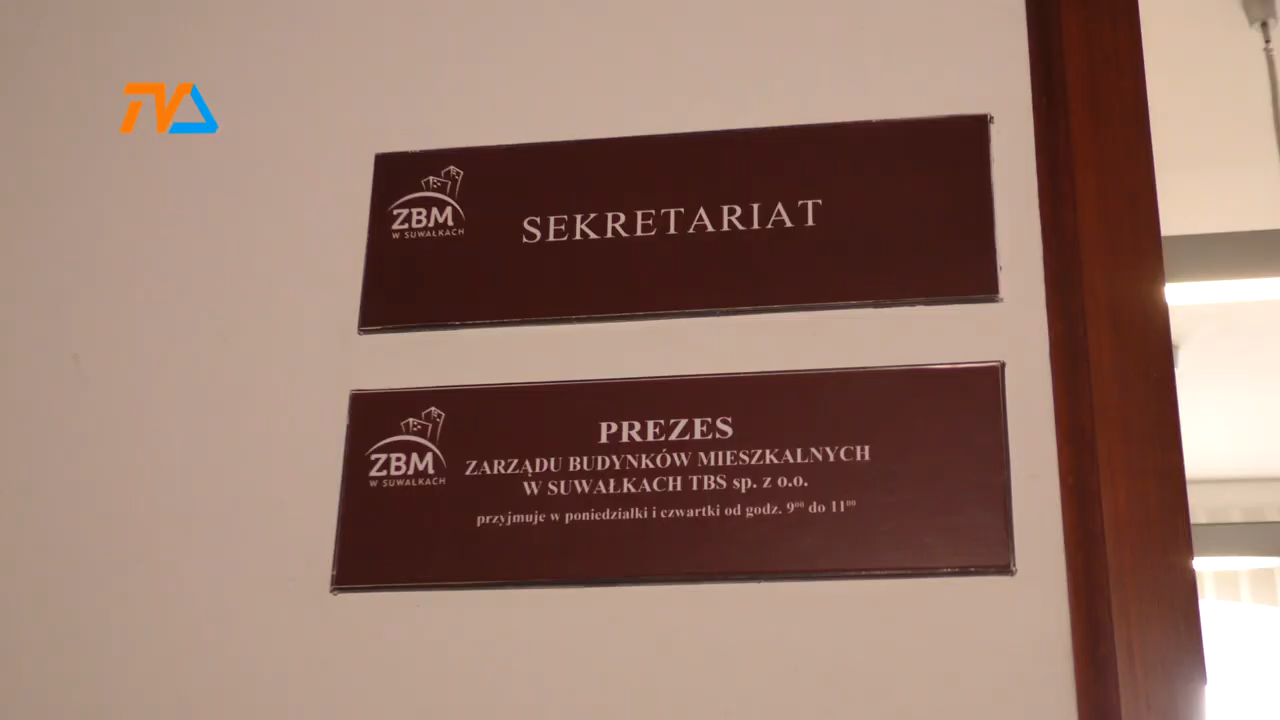 TVA
ZBM
W SUWAŁKACH
SEKRETARIAT
ZBM
W SUWAŁKACH
PREZES
ZARZĄDU BUDYNKÓW MIESZKALNYCH
W SUWAŁKACH TBS sp. z o.o.
przyjmuje w poniedziałki i czwartki od godz. 9⁰⁰ do 11⁰⁰